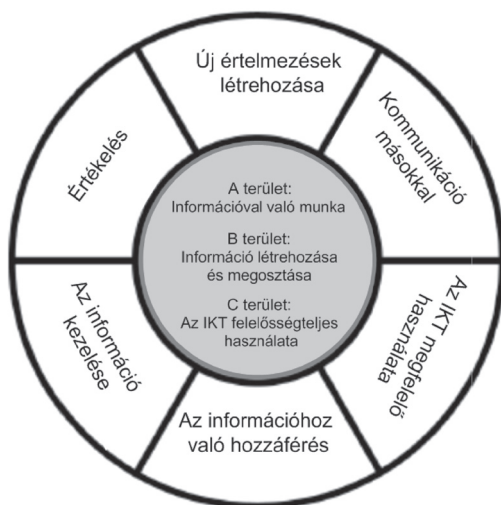 Új értelmezések
létrehozása
Kommunikáció
másokkal
Az IKT megfelelő
használata
Az információhoz
való hozzáférés
Az információ
kezelése
Értékelés
A terület:
Információval való munka
B terület:
Információ létrehozása
és megosztása
C terület:
Az IKT felelősségteljes
használata